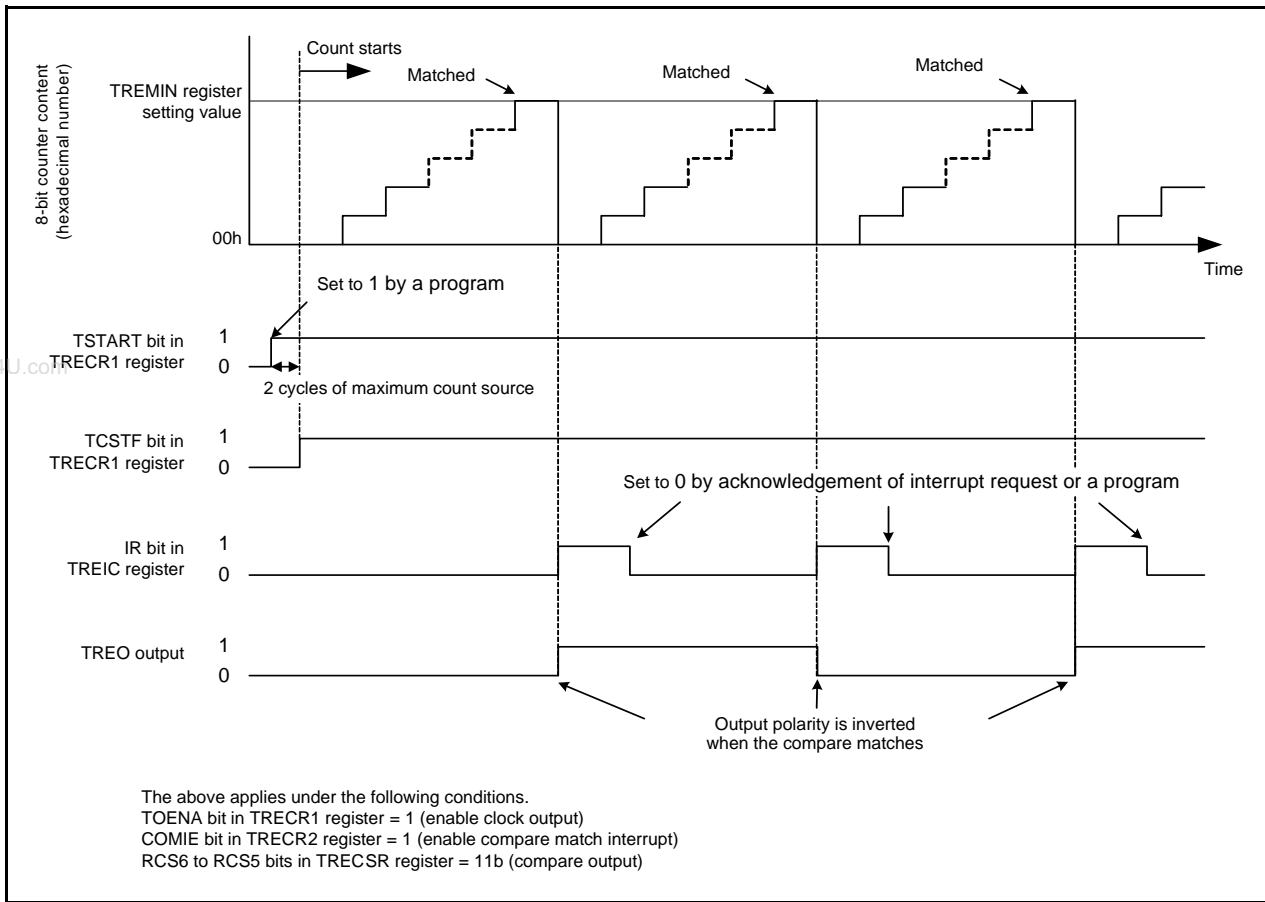 8-bit counter content
(hexadecimal number)
Count starts
Matched
Matched
Matched
TREMIN register
setting value
00h
Time
Set to 1 by a program
TSTART bit in
TRECR1 register
1
0
4U.com
2 cycles of maximum count source
TCSTF bit in
TRECR1 register
1
0
Set to 0 by acknowledgement of interrupt request or a program
IR bit in
TREIC register
1
0
TREO output
1
0
Output polarity is inverted
when the compare matches
The above applies under the following conditions.
TOENA bit in TRECR1 register = 1 (enable clock output)
COMIE bit in TRECR2 register = 1 (enable compare match interrupt)
RCS6 to RCS5 bits in TRECSR register = 11b (compare output)